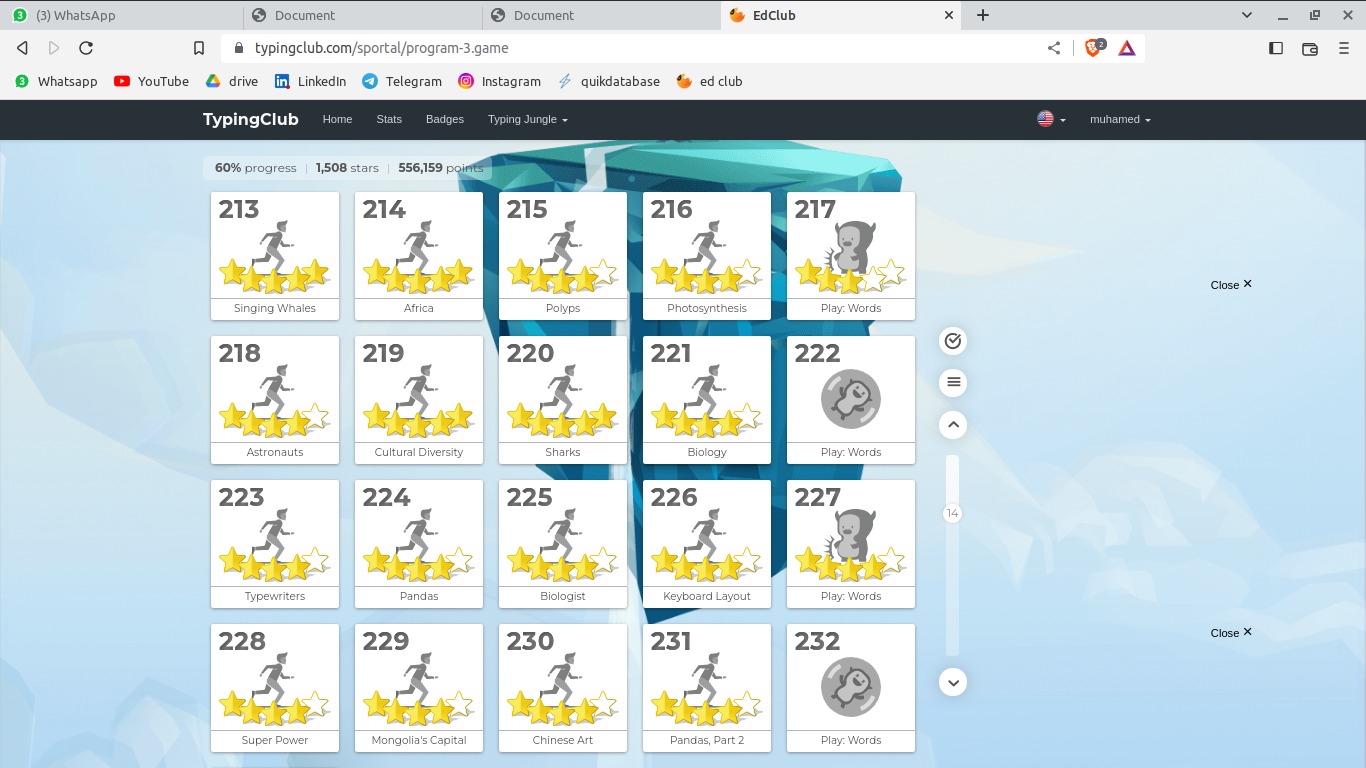 (3) WhatsApp
Document
Document
EdClub
typingclub.com/sportal/program-3.game
2
3 Whatsapp YouTube drive LinkedIn Telegram Instagram quikdatabase ed club
TypingClub Home Stats Badges Typing Jungle muhamed
60% progress | 1,508 stars | 556,159 points
213 214 215 216 217
Singing Whales Africa Polyps Photosynthesis Play: Words
Close ✕
218 219 220 221 222
Astronauts Cultural Diversity Sharks Biology Play: Words
223 224 225 226 227
14
Typewriters Pandas Biologist Keyboard Layout Play: Words
228 229 230 231 232
Close ✕
Super Power Mongolia's Capital Chinese Art Pandas, Part 2 Play: Words